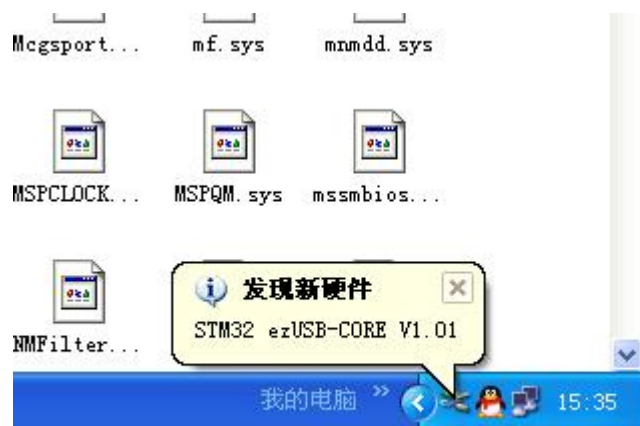 Mcgsport... mf.sys mnmdd.sys
MSPCLOCK... MSPQM.sys mssmbios...
NMFilter...
发现新硬件
STM32 ezUSB-CORE V1.01
我的电脑 » 15:35